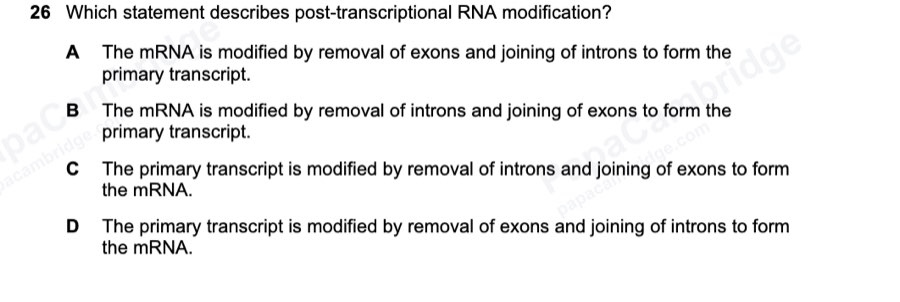 26 Which statement describes post-transcriptional RNA modification?
A The mRNA is modified by removal of exons and joining of introns to form the
primary transcript.
B The mRNA is modified by removal of introns and joining of exons to form the
primary transcript.
C The primary transcript is modified by removal of introns and joining of exons to form
the mRNA.
D The primary transcript is modified by removal of exons and joining of introns to form
the mRNA.
PapaCambridge